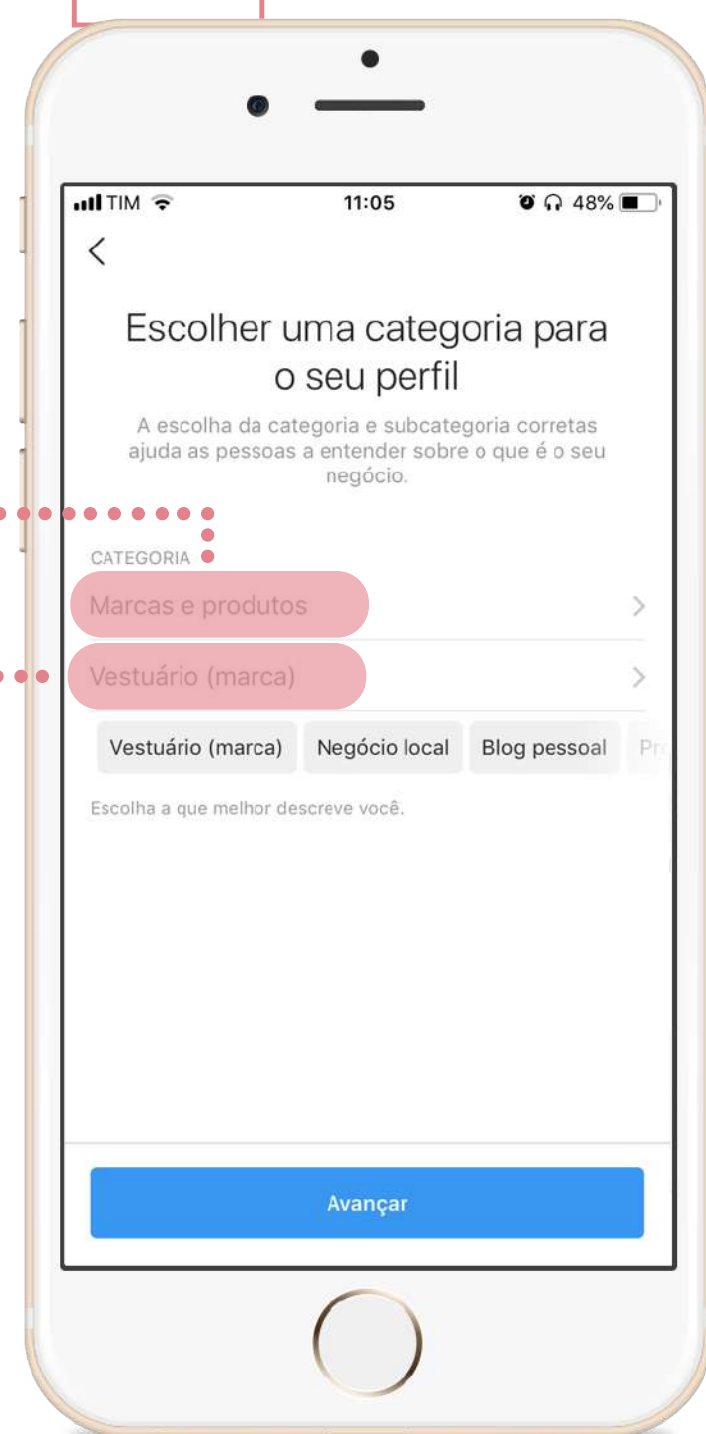 TIM 11:05 48%
Escolher uma categoria para
o seu perfil
A escolha da categoria e subcategoria corretas
ajuda as pessoas a entender sobre o que é o seu
negócio.
CATEGORIA
Marcas e produtos
Vestuário (marca)
Vestuário (marca) Negócio local Blog pessoal
Escolha a que melhor descreve você.
Avançar